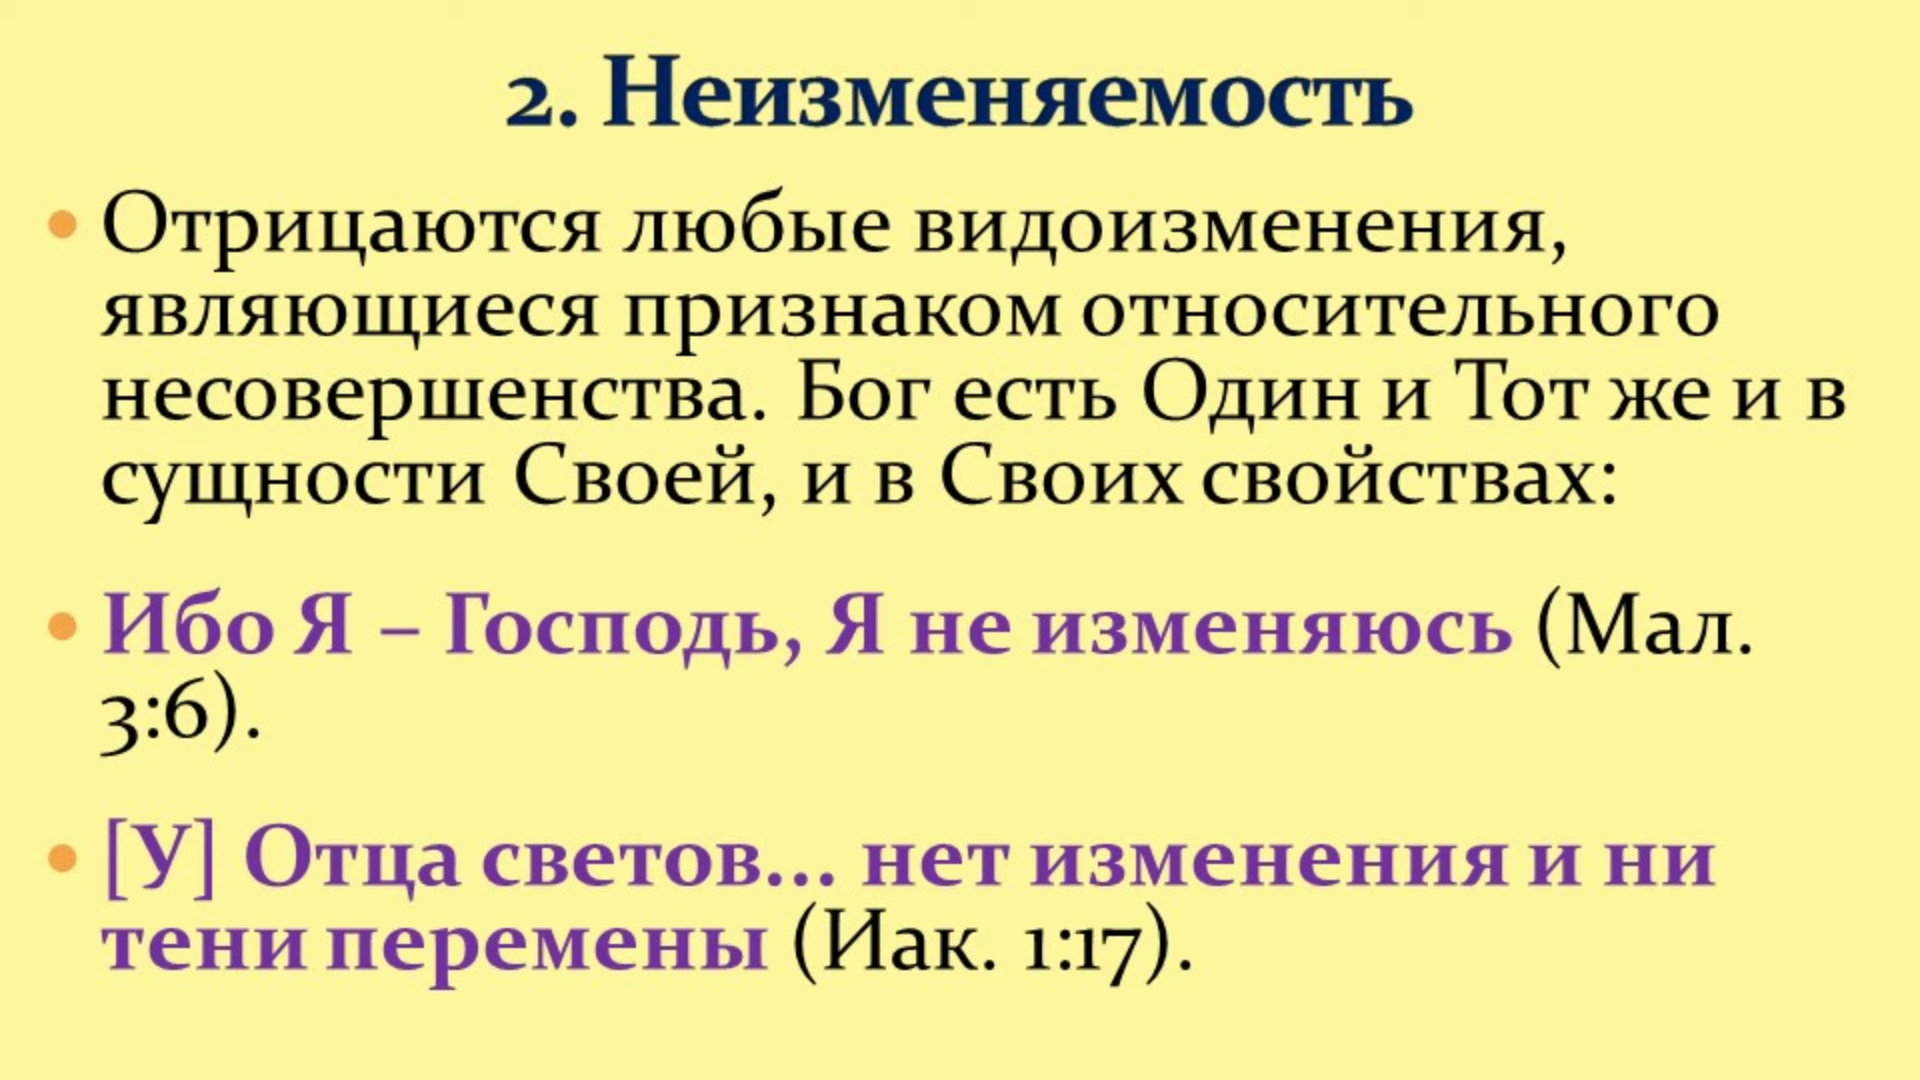 2. Неизменяемость
• Отрицаются любые видоизменения,
являющиеся признаком относительного
несовершенства. Бог есть Один и Тот же и в
сущности Своей, и в Своих свойствах:
• Ибо Я – Господь, Я не изменяюсь (Мал.
3:6).
• [У] Отца светов... нет изменения и ни
тени перемены (Иак. 1:17).